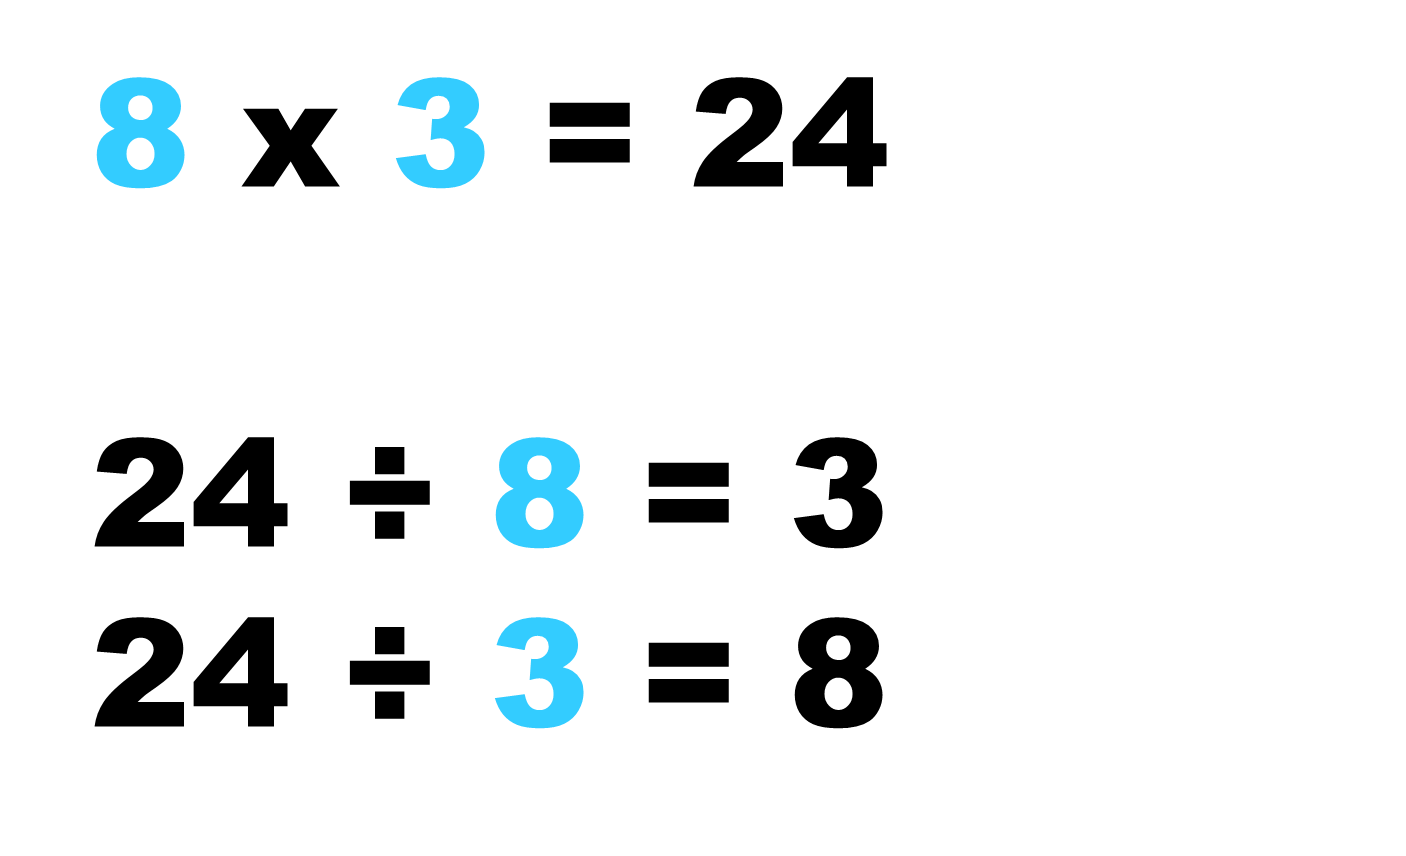 8 x 3 = 24
24 ÷ 8 = 3
24 ÷ 3 = 8